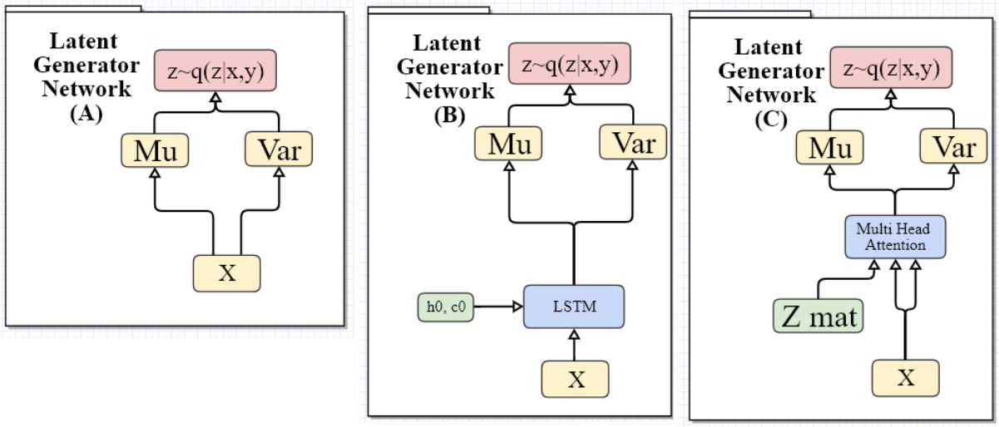 Latent
Generator
Network
(A)
z~q(z|x,y)
Mu
Var
X
Latent
Generator
Network
(B)
z~q(z|x,y)
Mu
Var
h0, c0
LSTM
X
Latent
Generator
Network
(C)
z~q(z|x,y)
Mu
Var
Multi Head
Attention
Z mat
X